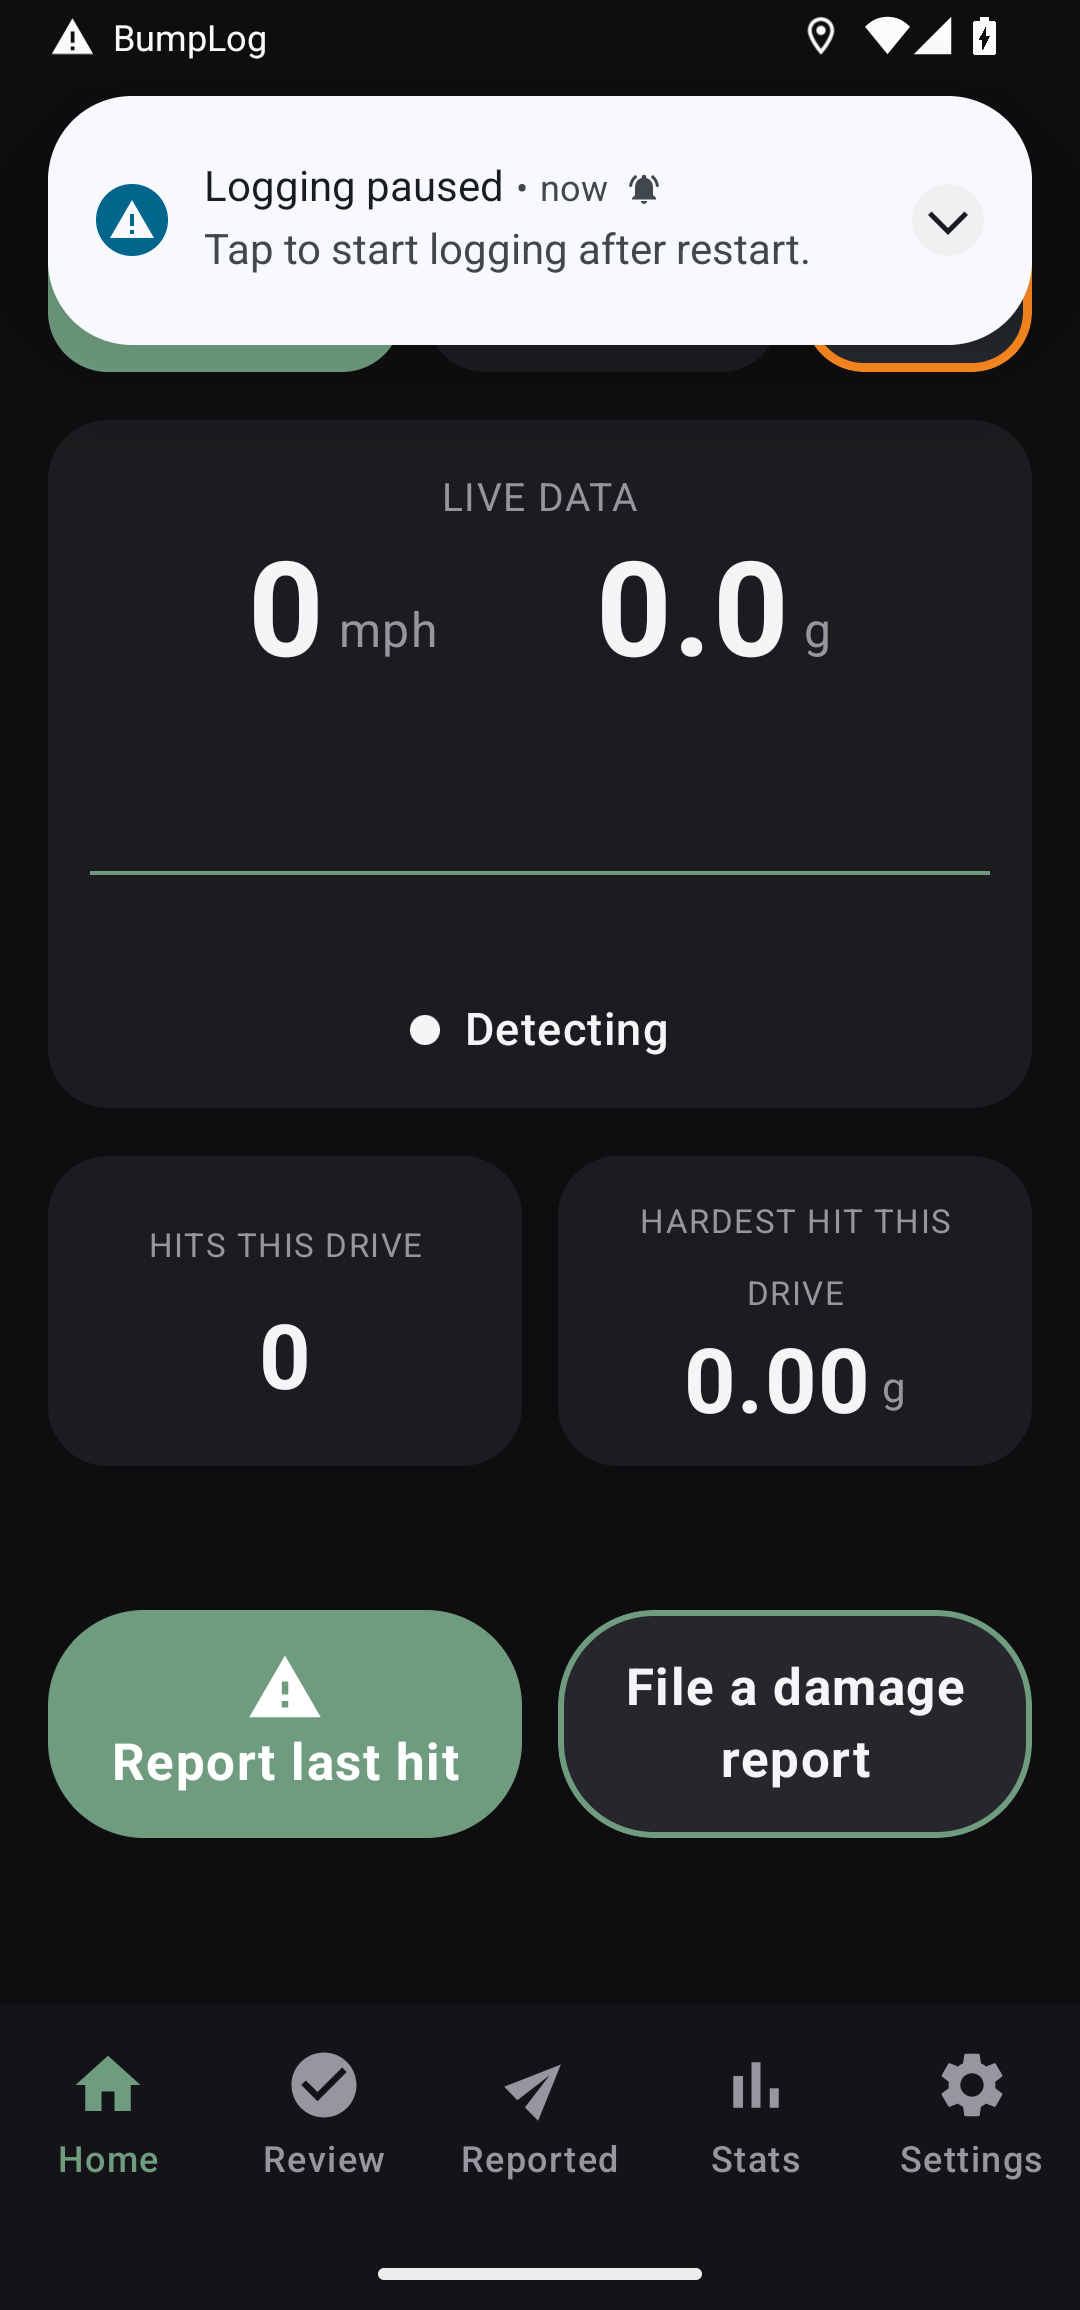 BumpLog
Logging paused • now
Tap to start logging after restart.
LIVE DATA
0 mph 0.0 g
Detecting
HITS THIS DRIVE
0
HARDEST HIT THIS
DRIVE
0.00 g
Report last hit
File a damage
report
Home Review Reported Stats Settings